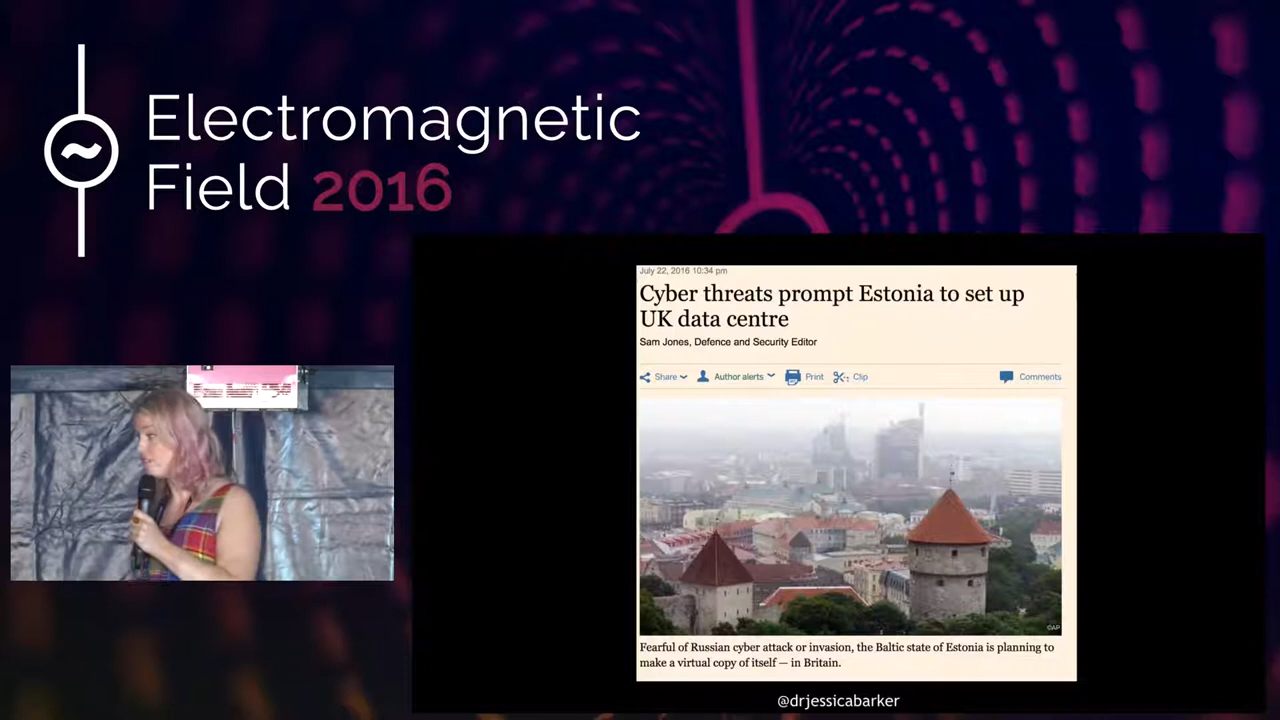 Electromagnetic
Field 2016
July 22, 2016 10:34 pm
Cyber threats prompt Estonia to set up
UK data centre
Sam Jones, Defence and Security Editor
Share Author alerts Print Clip Comments
©AP
Fearful of Russian cyber attack or invasion, the Baltic state of Estonia is planning to
make a virtual copy of itself — in Britain.
@drjessicabarker